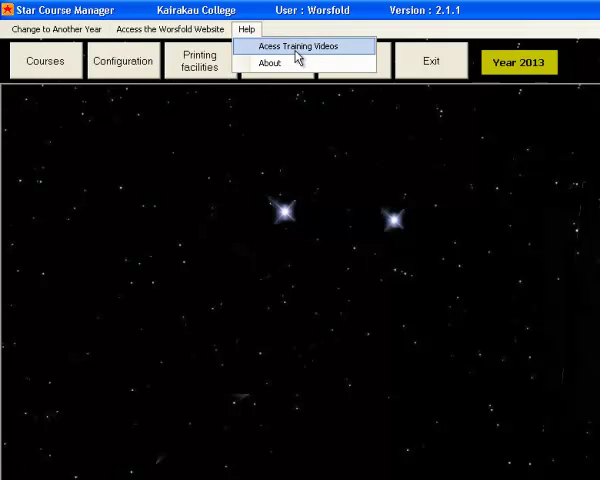 Star Course Manager Kairakau College User : Worsfold Version : 2.1.1
Change to Another Year Access the Worsfold Website Help
Acess Training Videos
About
Courses Configuration Printing facilities Exit Year 2013